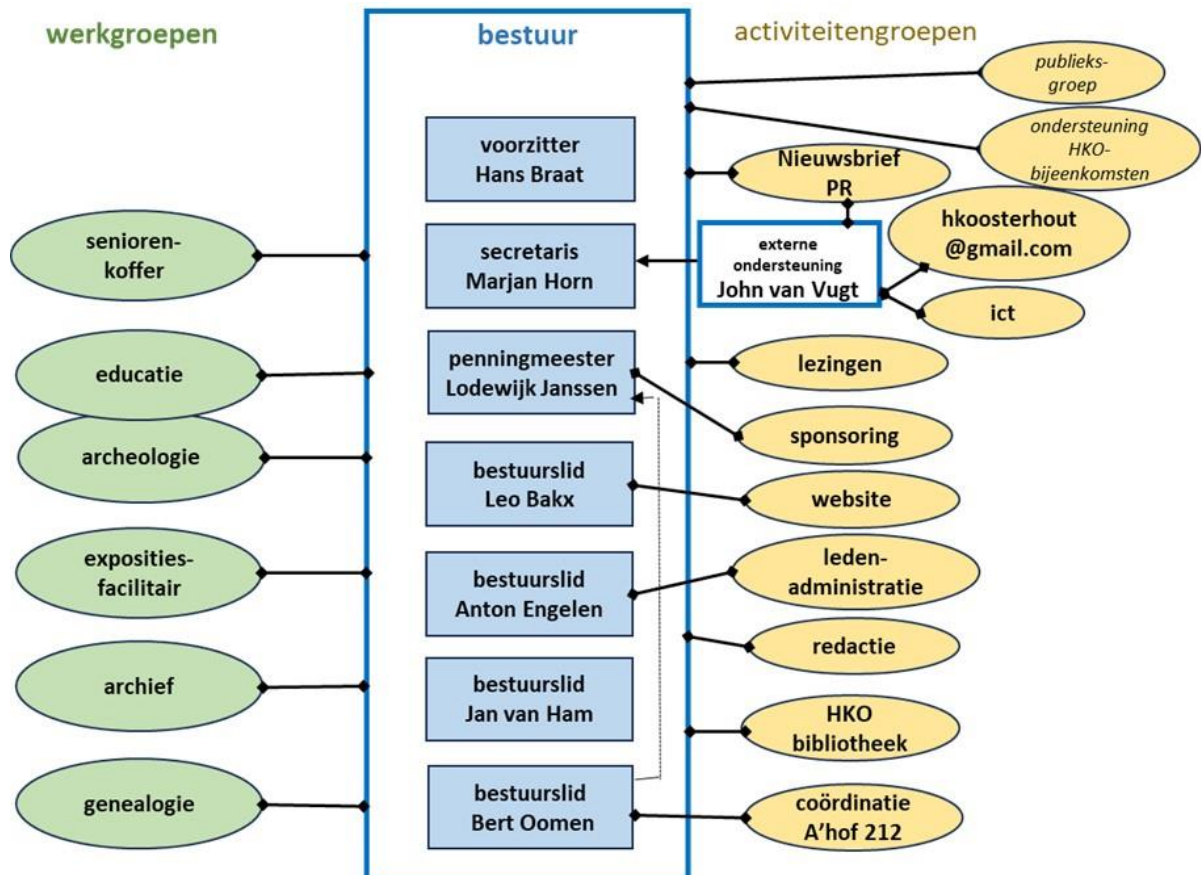 werkgroepen
bestuur
activiteitengroepen
publieks-
groep
ondersteuning
HKO-
bijeenkomsten
voorzitter
Hans Braat
Nieuwsbrief
PR
senioren-
koffer
secretaris
Marjan Horn
externe
ondersteuning
John van Vugt
hkoosterhout
@gmail.com
ict
educatie
penningmeester
Lodewijk Janssen
lezingen
sponsoring
archeologie
bestuurslid
Leo Bakx
website
exposities-
facilitair
bestuurslid
Anton Engelen
leden-
administratie
redactie
archief
bestuurslid
Jan van Ham
HKO
bibliotheek
genealogie
bestuurslid
Bert Oomen
coördinatie
A'hof 212